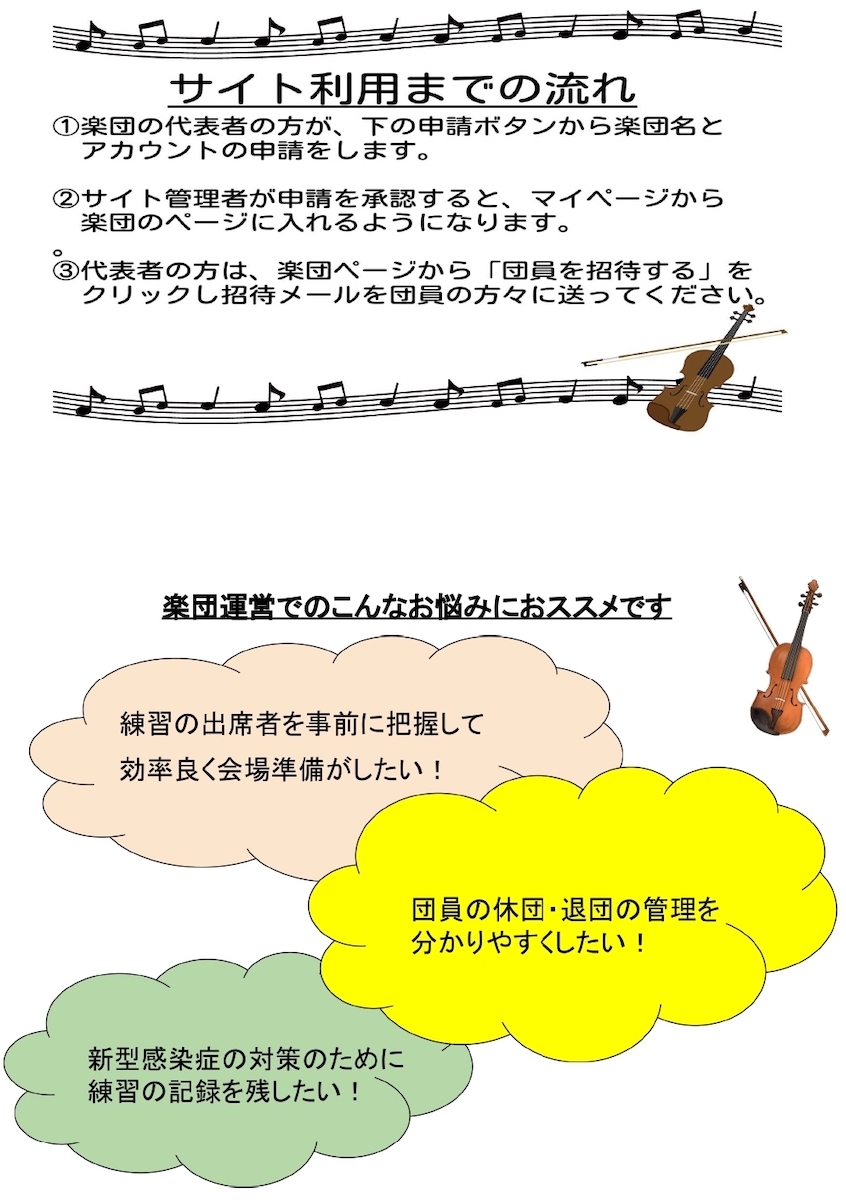 サイト利用までの流れ
①楽団の代表者の方が、下の申請ボタンから楽団名と
アカウントの申請をします。
②サイト管理者が申請を承認すると、マイページから
楽団のページに入れるようになります。
。
③代表者の方は、楽団ページから「団員を招待する」を
クリックし招待メールを団員の方々に送ってください。
楽団運営でのこんなお悩みにおススメです
練習の出席者を事前に把握して
効率良く会場準備がしたい！
団員の休団・退団の管理を
分かりやすくしたい！
新型感染症の対策のために
練習の記録を残したい！